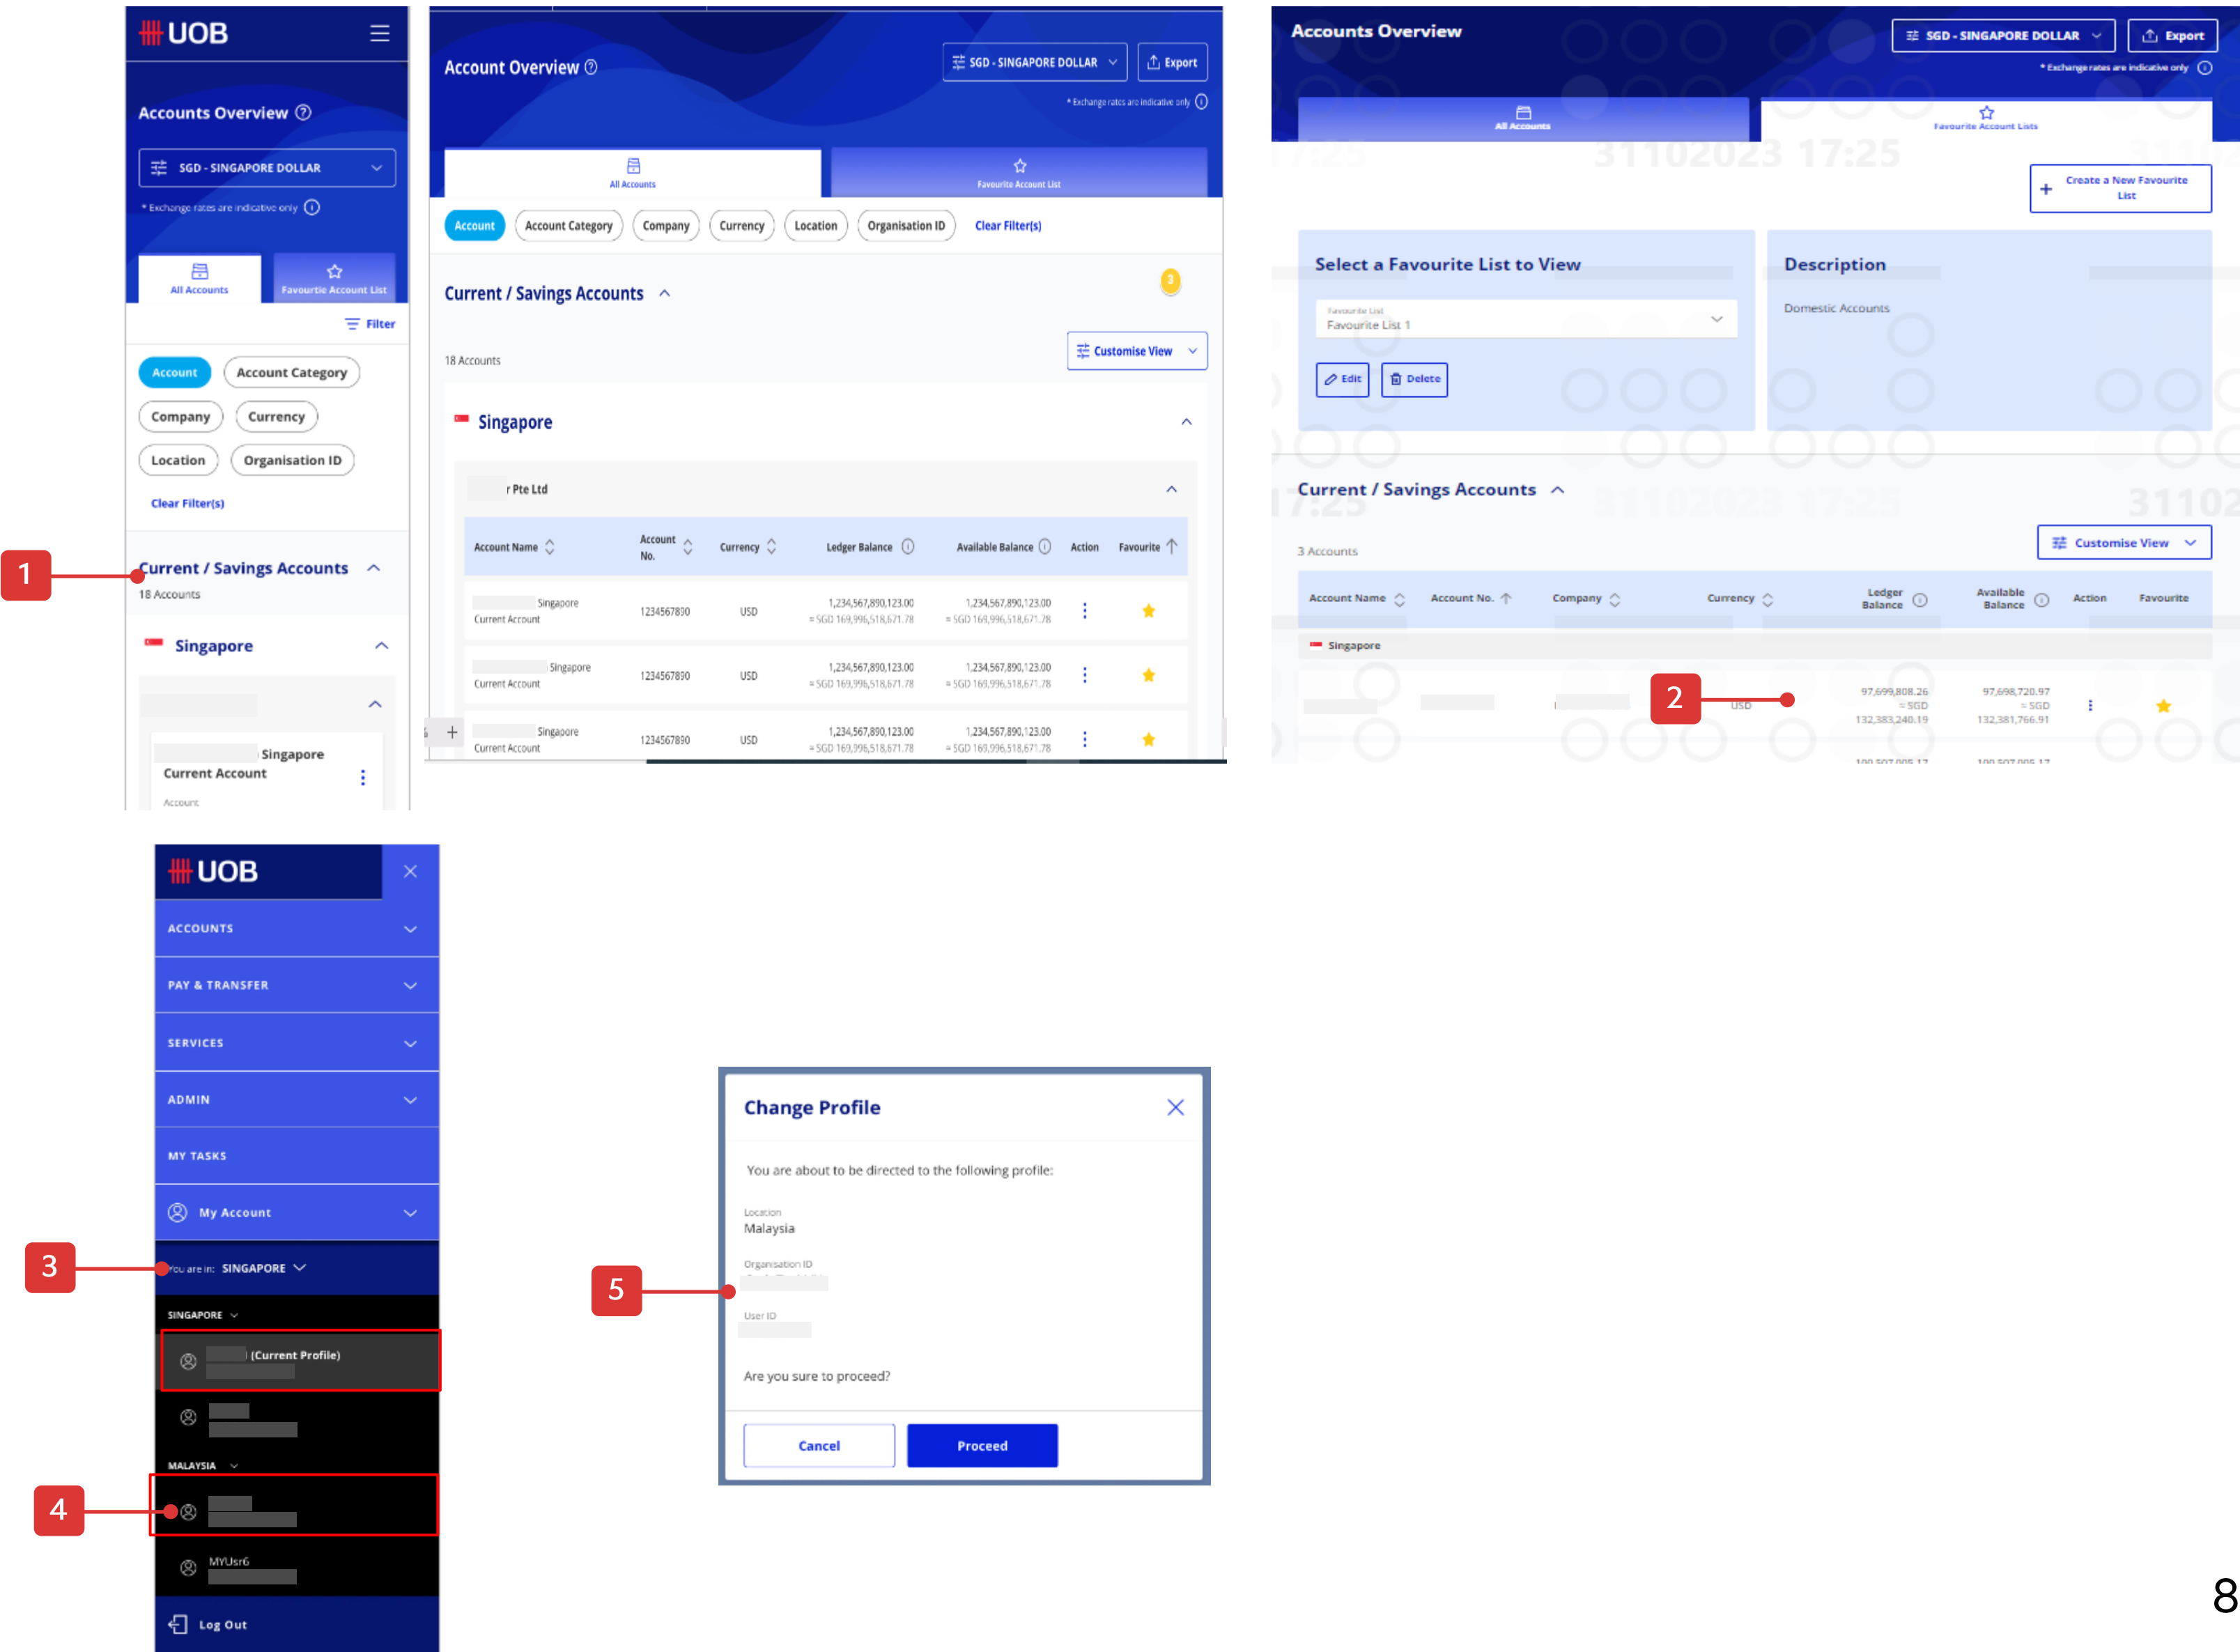 UOB
Accounts Overview
SGD - SINGAPORE DOLLAR
* Exchange rates are indicative only
All Accounts
Favourtie Account List
Filter
Account
Account Category
Company
Currency
Location
Organisation ID
Clear Filter(s)
1
Current / Savings Accounts
18 Accounts
Singapore
Singapore
Current Account
Account
Account Overview
SGD - SINGAPORE DOLLAR
Export
* Exchange rates are indicative only
All Accounts
Favourite Account List
Account
Account Category
Company
Currency
Location
Organisation ID
Clear Filter(s)
3
Current / Savings Accounts
18 Accounts
Customise View
Singapore
r Pte Ltd
Account Name
Account No.
Currency
Ledger Balance
Available Balance
Action
Favourite
Singapore
Current Account
1234567890
USD
1,234,567,890,123.00
= SGD 169,996,518,671.78
1,234,567,890,123.00
= SGD 169,996,518,671.78
Singapore
Current Account
1234567890
USD
1,234,567,890,123.00
= SGD 169,996,518,671.78
1,234,567,890,123.00
= SGD 169,996,518,671.78
Singapore
Current Account
1234567890
USD
1,234,567,890,123.00
= SGD 169,996,518,671.78
1,234,567,890,123.00
= SGD 169,996,518,671.78
Accounts Overview
SGD - SINGAPORE DOLLAR
Export
* Exchange rates are indicative only
All Accounts
Favourite Account Lists
31102023 17:25
Create a New Favourite
List
Select a Favourite List to View
Favourite List
Favourite List 1
Edit
Delete
Description
Domestic Accounts
Current / Savings Accounts
17:25
31102023 17:25
31102
3 Accounts
Customise View
Account Name
Account No.
Company
Currency
Ledger
Balance
Available
Balance
Action
Favourite
Singapore
2
USD
97,699,808.26
≈ SGD
132,383,240.19
97,698,720.97
≈ SGD
132,381,766.91
UOB
ACCOUNTS
PAY & TRANSFER
SERVICES
ADMIN
MY TASKS
My Account
3
You are in: SINGAPORE
SINGAPORE
(Current Profile)
MALAYSIA
4
MYUsr6
Log Out
Change Profile
You are about to be directed to the following profile:
Location
Malaysia
Organisation ID
5
User ID
Are you sure to proceed?
Cancel
Proceed
8